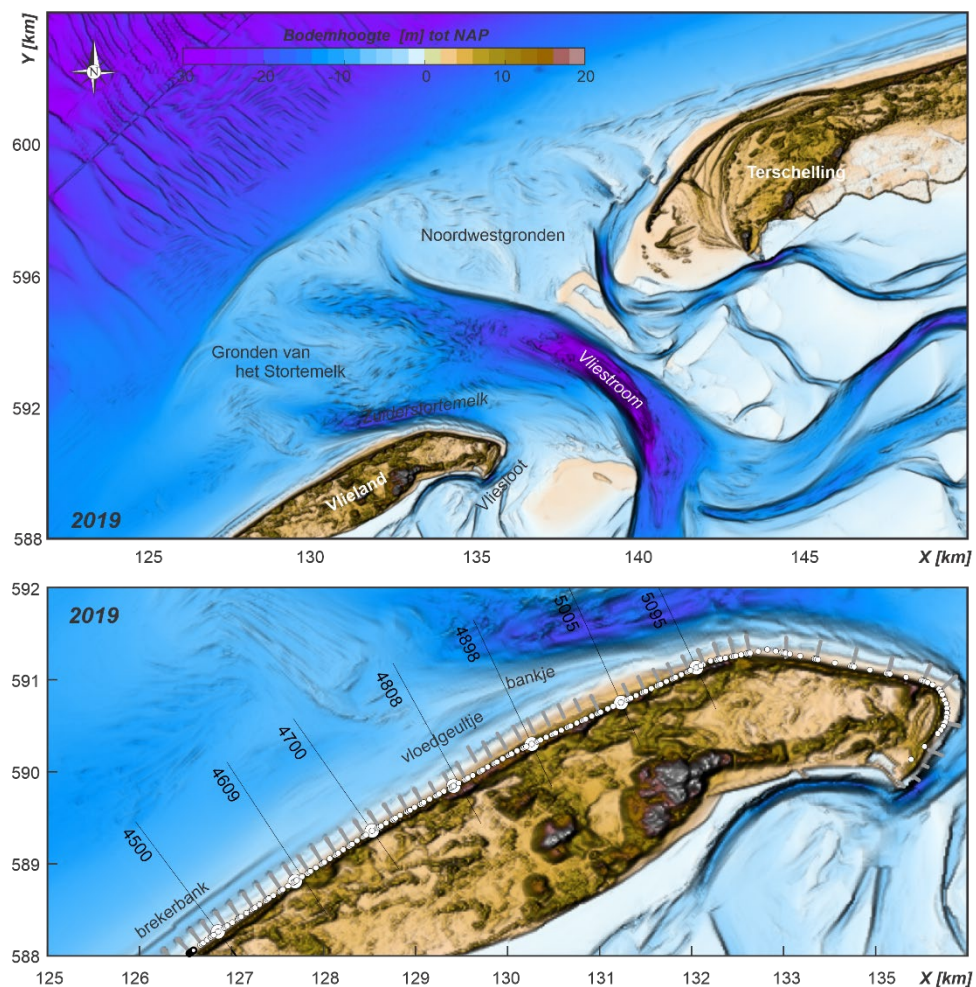 Y [km]
Bodemhoogte [m] tot NAP
-30 -20 -10 0 10 20
N
600
596
592
588
Terschelling
Noordwestgronden
Gronden van
het Stortemelk
Vliestroom
Zuiderstortemelk
Vlieland
Vliesloot
2019
125 130 135 140 145 X [km]
592
591
590
589
588
2019
5095
5005
4898
4808
4700
4609
4500
bankje
vloedgeultje
brekerbank
125 126 127 128 129 130 131 132 133 135 X [km]